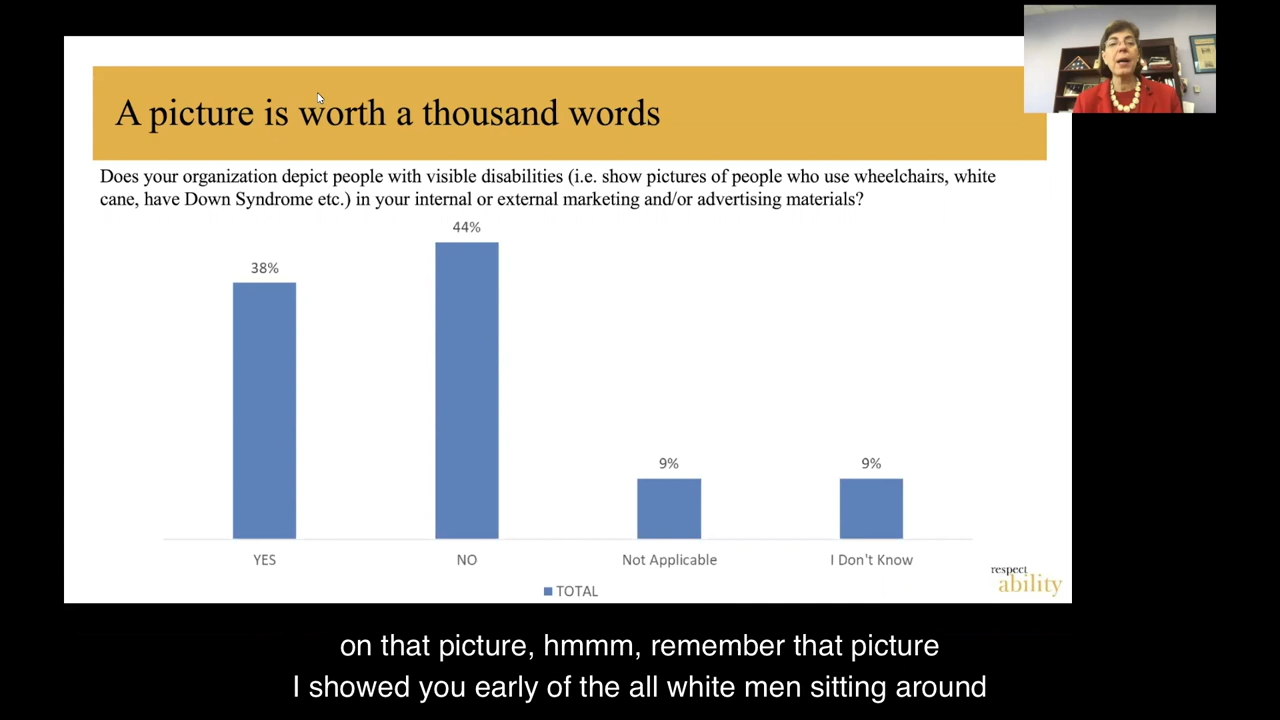 A picture is worth a thousand words
Does your organization depict people with visible disabilities (i.e. show pictures of people who use wheelchairs, white
cane, have Down Syndrome etc.) in your internal or external marketing and/or advertising materials?
44%
38%
9%
9%
YES
NO
Not Applicable
I Don't Know
TOTAL
respect
ability
on that picture, hmmm, remember that picture
I showed you early of the all white men sitting around